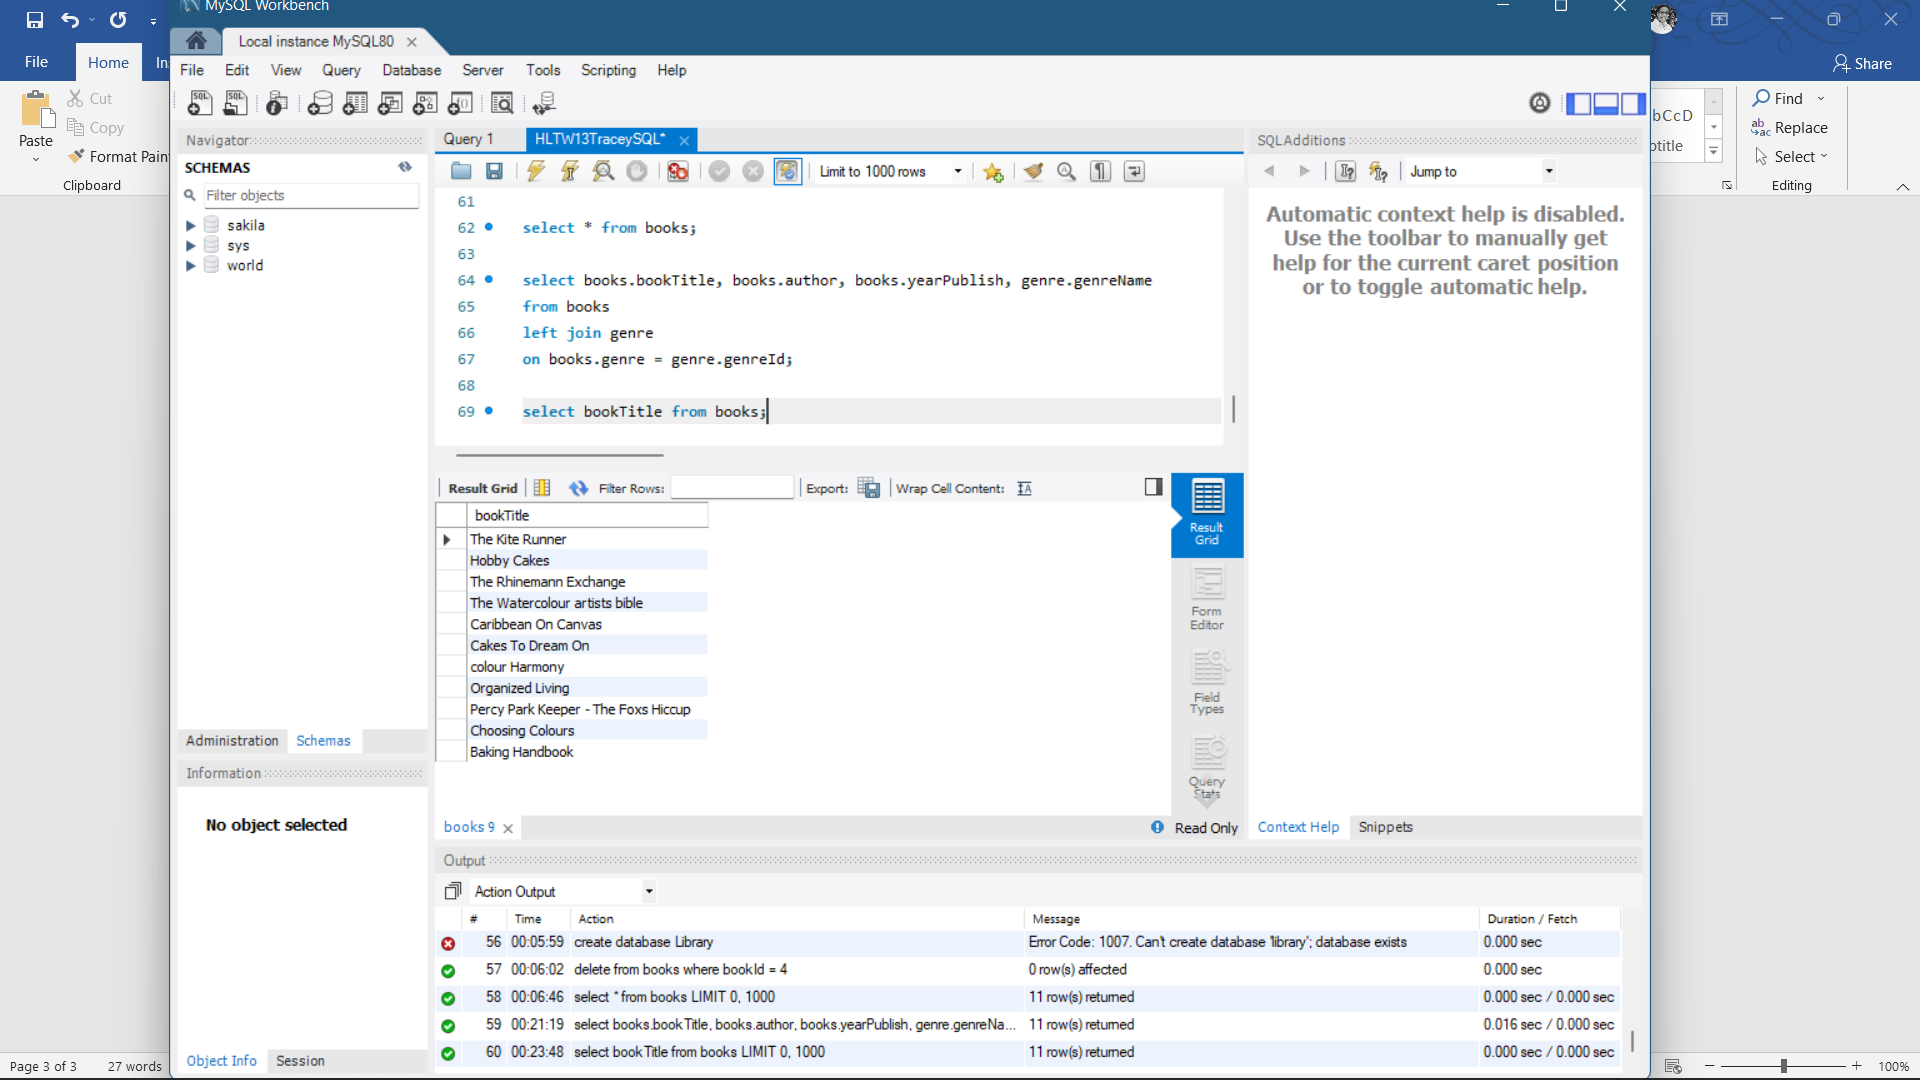 MySQL Workbench
Local instance MySQL80
File Home
File Edit View Query Database Server Tools Scripting Help
Share
Cut
Copy
Paste
Clipboard
Find
Replace
Select
Editing
Navigator
SCHEMAS
Filter objects
sakila
sys
world
Administration Schemas
Information
No object selected
Object Info Session
Query 1 HLTW13TraceySQL*
Limit to 1000 rows
61
62 select * from books;
63
64 select books.bookTitle, books.author, books.yearPublish, genre.genreName
65 from books
66 left join genre
67 on books.genre = genre.genreId;
68
69 select bookTitle from books;
Result Grid Filter Rows: Export: Wrap Cell Content:
bookTitle
The Kite Runner
Hobby Cakes
The Rhinemann Exchange
The Watercolour artists bible
Caribbean On Canvas
Cakes To Dream On
colour Harmony
Organized Living
Percy Park Keeper - The Foxs Hiccup
Choosing Colours
Baking Handbook
Result Grid
Form Editor
Field Types
Query Stats
books 9
Read Only
SQLAdditions
Jump to
Automatic context help is disabled.
Use the toolbar to manually get
help for the current caret position
or to toggle automatic help.
Context Help Snippets
Output
Action Output
# Time Action Message Duration / Fetch
56 00:05:59 create database Library Error Code: 1007. Can't create database 'library'; database exists 0.000 sec
57 00:06:02 delete from books where bookId = 4 0 row(s) affected 0.000 sec
58 00:06:46 select * from books LIMIT 0, 1000 11 row(s) returned 0.000 sec / 0.000 sec
59 00:21:19 select books.bookTitle, books.author, books.yearPublish, genre.genreNa... 11 row(s) returned 0.016 sec / 0.000 sec
60 00:23:48 select bookTitle from books LIMIT 0, 1000 11 row(s) returned 0.000 sec / 0.000 sec
Page 3 of 3 27 words
100%